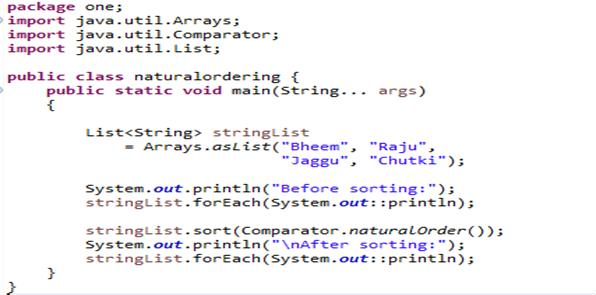 package one;
import java.util.Arrays;
import java.util.Comparator;
import java.util.List;
public class naturalordering {
public static void main(String... args)
{
List<String> stringList
= Arrays.asList("Bheem", "Raju",
"Jaggu", "Chutki");
System.out.println("Before sorting:");
stringList.forEach(System.out::println);
stringList.sort(Comparator.naturalOrder());
System.out.println("\nAfter sorting:");
stringList.forEach(System.out::println);
}
}